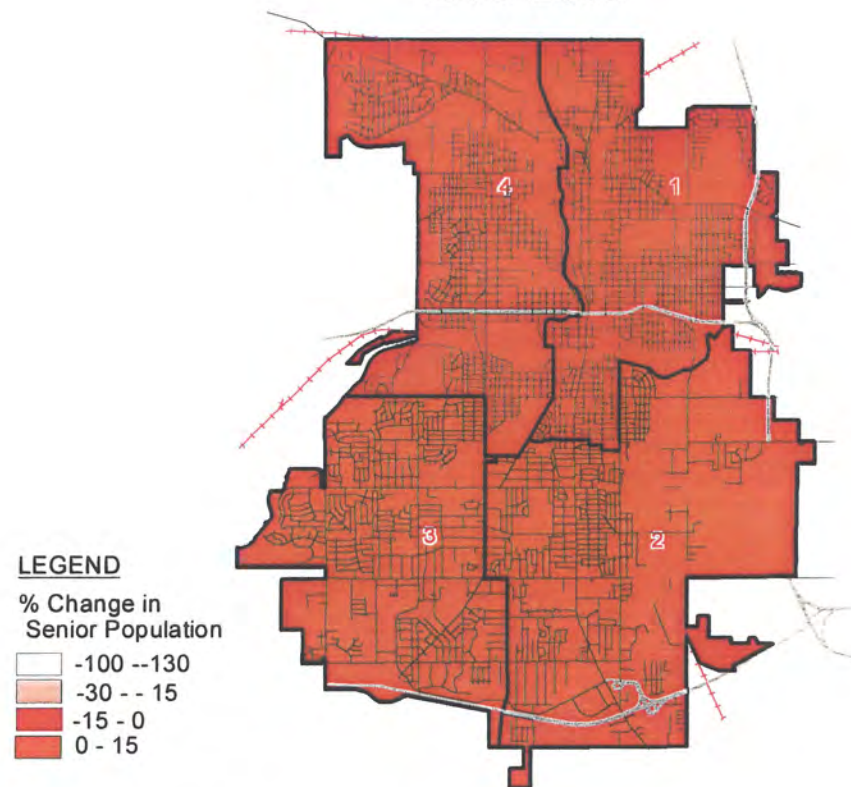 4
1
3
2
LEGEND
% Change in
Senior Population
-100 --130
-30 - - 15
-15 - 0
0 - 15